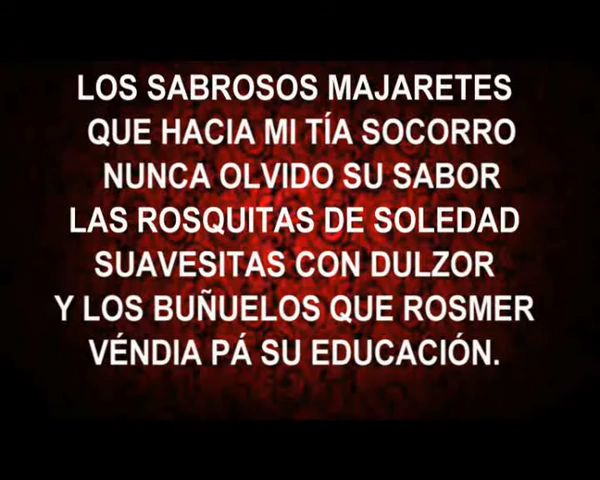 LOS SABROSOS MAJARETES
QUE HACIA MI TÍA SOCORRO
NUNCA OLVIDO SU SABOR
LAS ROSQUITAS DE SOLEDAD
SUAVESITAS CON DULZOR
Y LOS BUÑUELOS QUE ROSMER
VÉNDIA PÁ SU EDUCACIÓN.